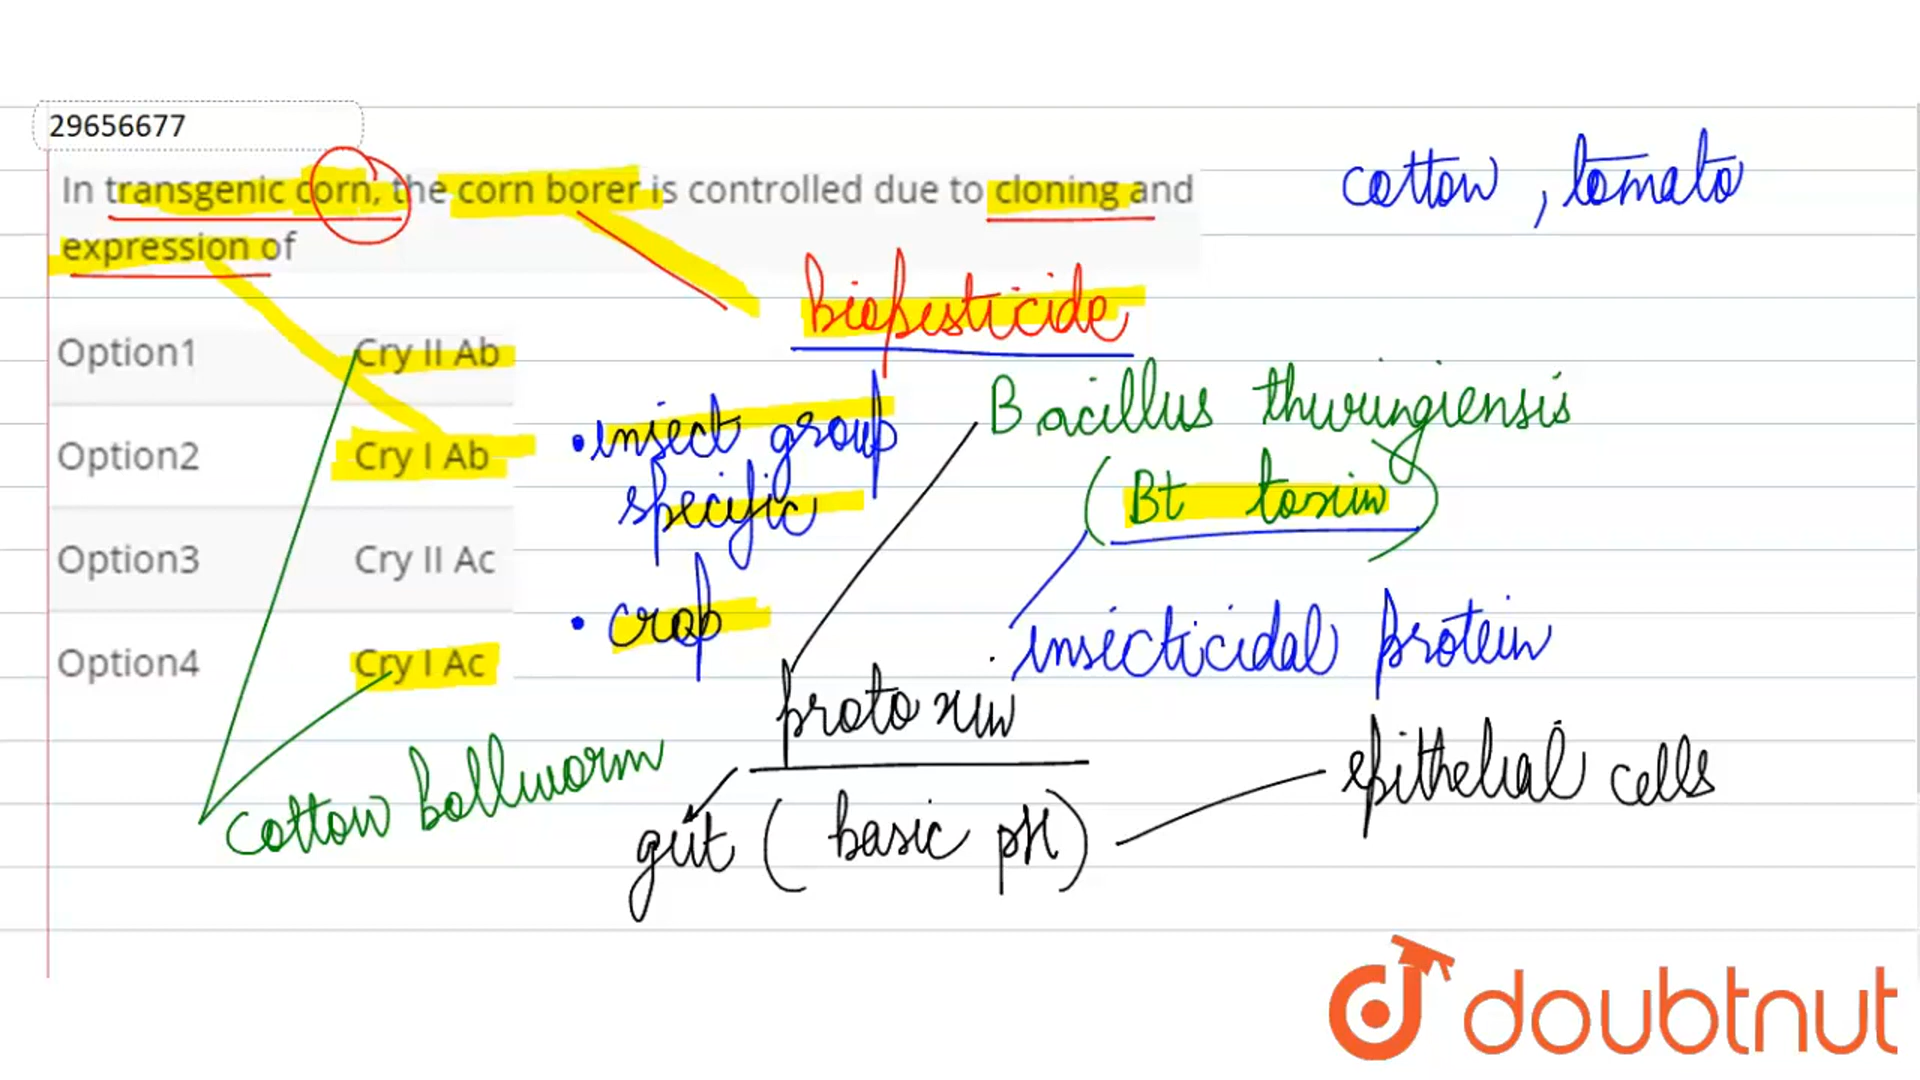 29656677
In transgenic corn, the corn borer is controlled due to cloning and
expression of
cotton, tomato
biopesticide
Option1 Cry II Ab
Option2 Cry I Ab
Option3 Cry II Ac
Option4 Cry I Ac
• insect group
specific
• crop
Bacillus thuringiensis
(Bt toxin)
insecticidal protein
protoxin
gut (basic pH)
epithelial cells
cotton bollworm
doubtnut